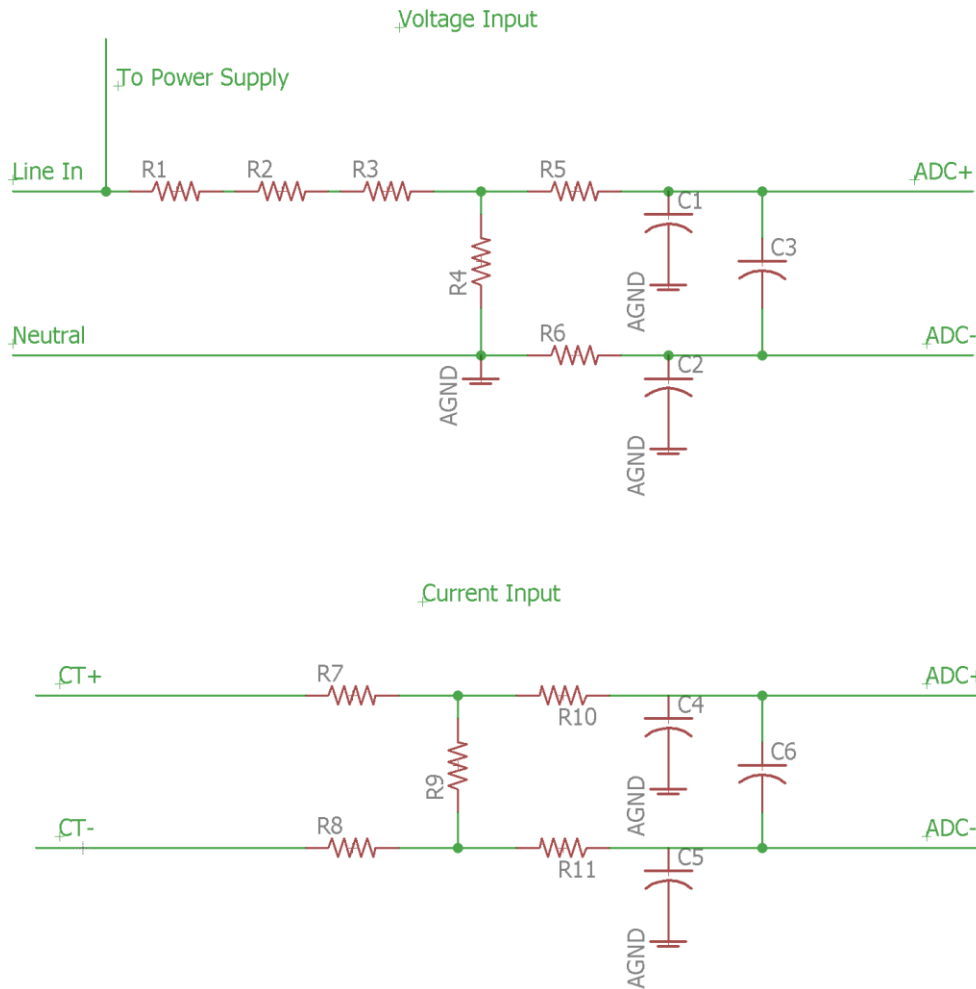 Voltage Input
To Power Supply
Line In
R1
R2
R3
R5
C1
ADC+
R4
AGND
C3
Neutral
R6
C2
ADC-
AGND
AGND
Current Input
CT+
R7
R10
C4
ADC+
R9
AGND
C6
CT-
R8
R11
C5
ADC-
AGND